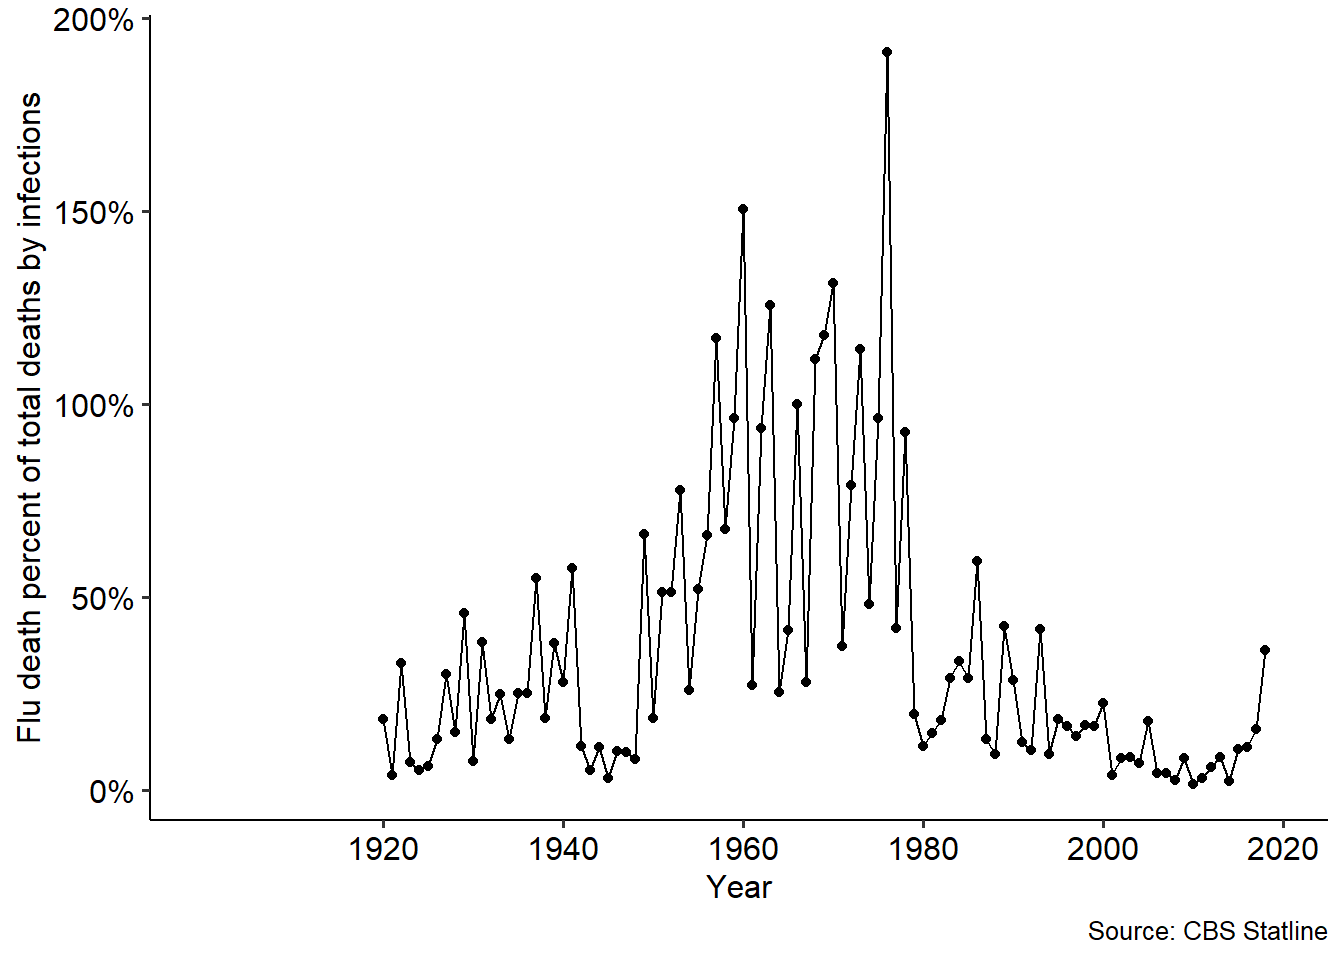 Flu death percent of total deaths by infections
200%
150%
100%
50%
0%
1920 1940 1960 1980 2000 2020
Year
Source: CBS Statline